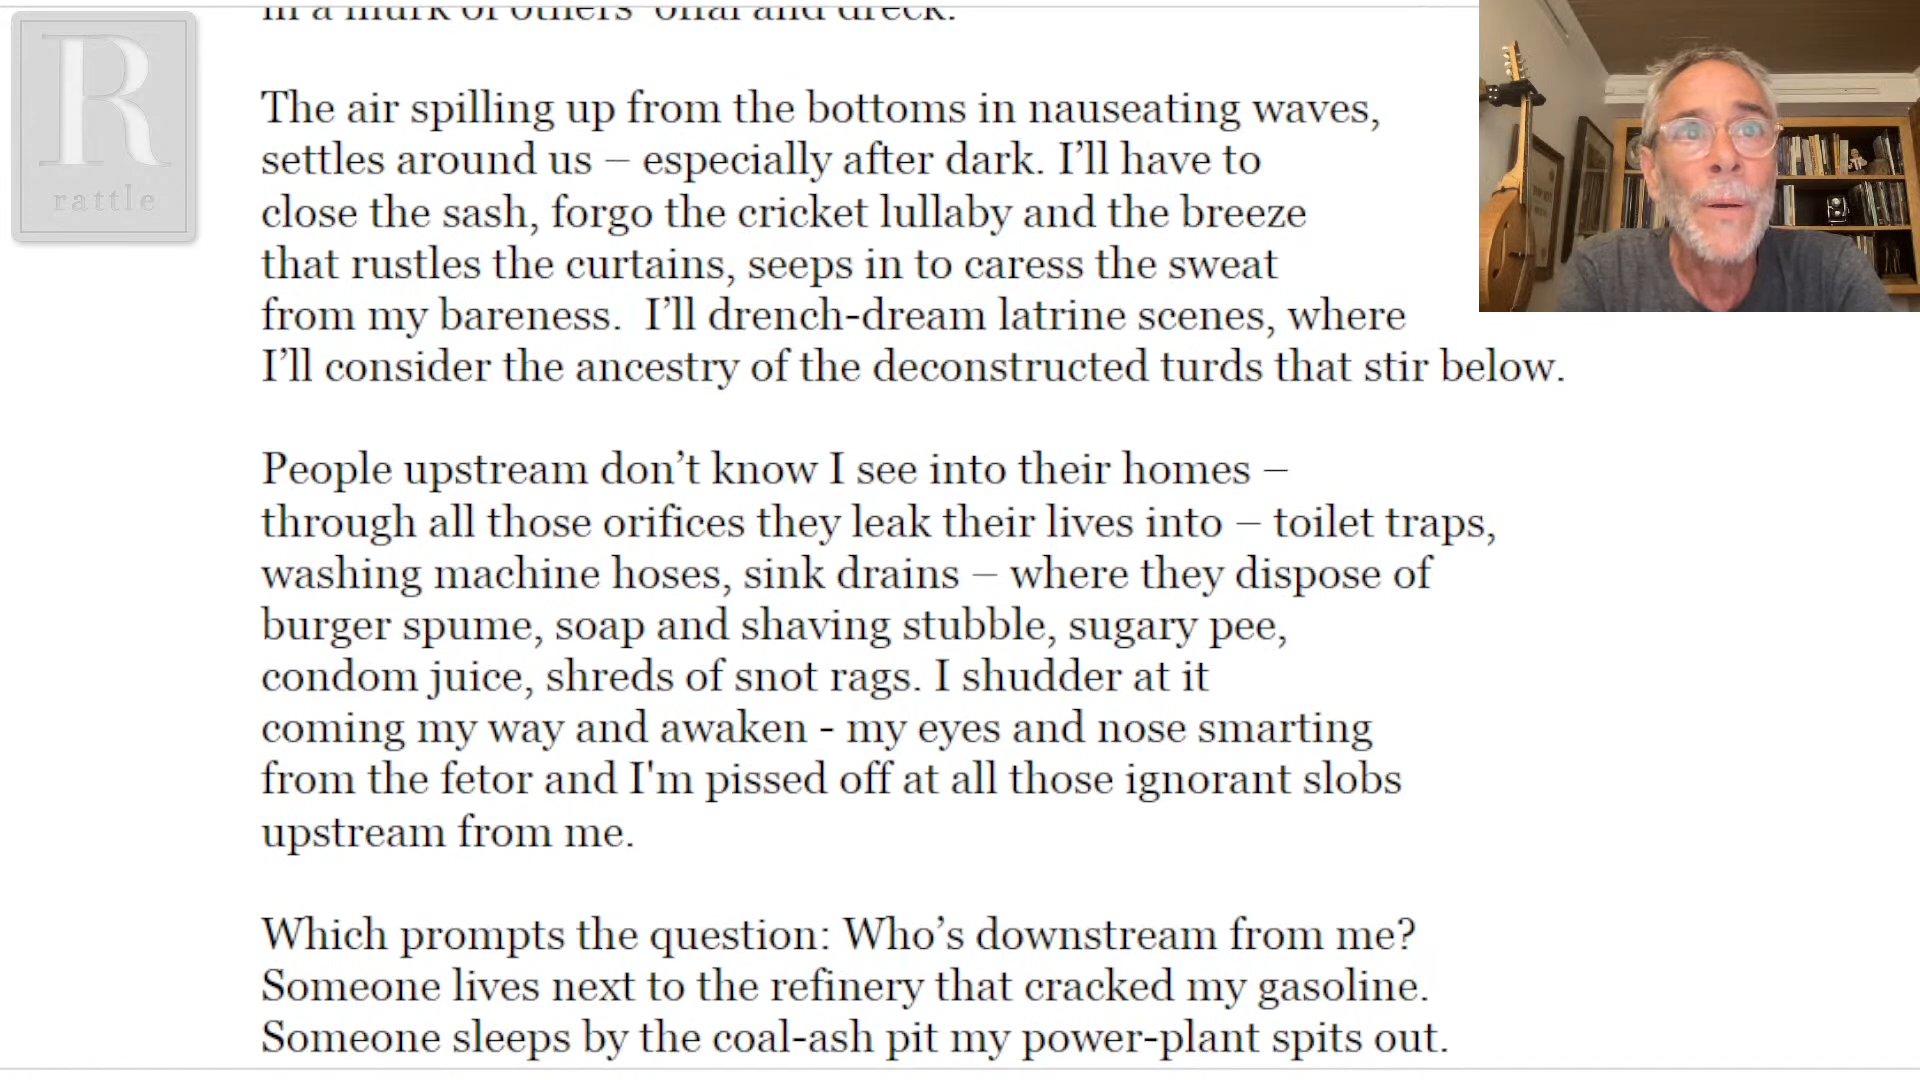 in a murk of others' offal and dreck.
R
rattle
The air spilling up from the bottoms in nauseating waves,
settles around us – especially after dark. I’ll have to
close the sash, forgo the cricket lullaby and the breeze
that rustles the curtains, seeps in to caress the sweat
from my bareness.  I’ll drench-dream latrine scenes, where
I’ll consider the ancestry of the deconstructed turds that stir below.
People upstream don’t know I see into their homes –
through all those orifices they leak their lives into – toilet traps,
washing machine hoses, sink drains – where they dispose of
burger spume, soap and shaving stubble, sugary pee,
condom juice, shreds of snot rags. I shudder at it
coming my way and awaken - my eyes and nose smarting
from the fetor and I'm pissed off at all those ignorant slobs
upstream from me.
Which prompts the question: Who’s downstream from me?
Someone lives next to the refinery that cracked my gasoline.
Someone sleeps by the coal-ash pit my power-plant spits out.